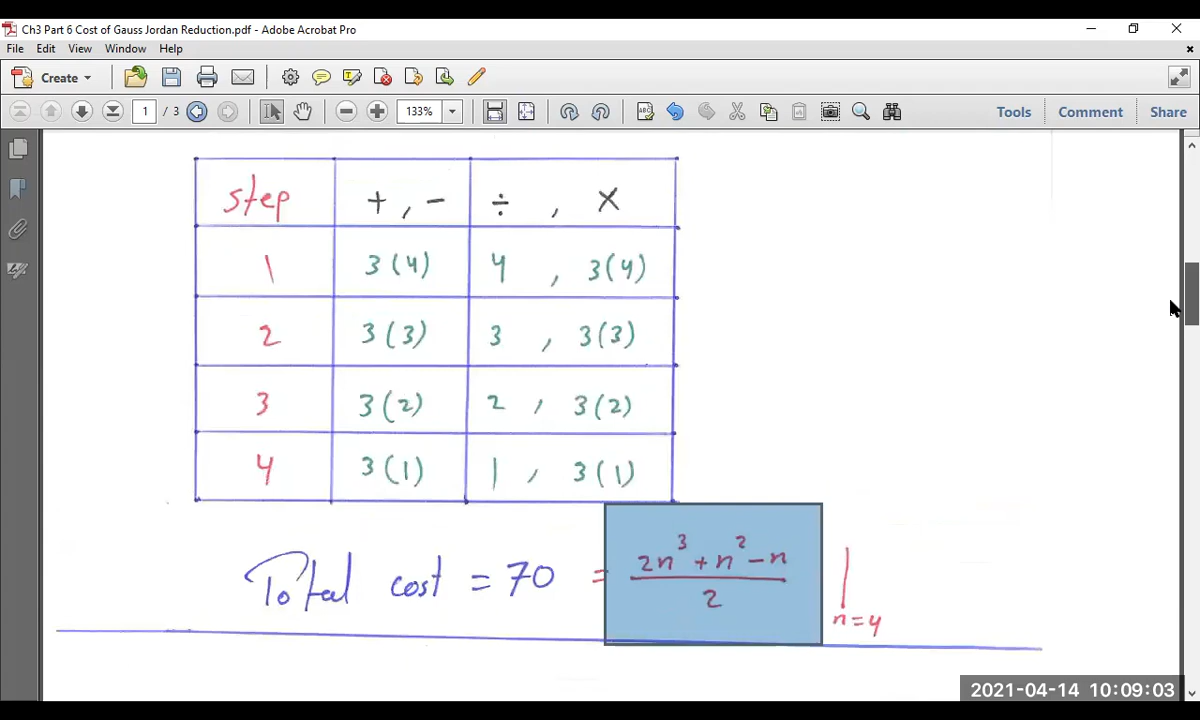 Ch3 Part 6 Cost of Gauss Jordan Reduction.pdf - Adobe Acrobat Pro
File Edit View Window Help
Create
1 / 3 133% Tools Comment Share
step + , - ÷ , ×
1 3(4) 4 , 3(4)
2 3(3) 3 , 3(3)
3 3(2) 2 , 3(2)
4 3(1) 1 , 3(1)
Total cost = 70 = (2n³ + n² - n) / 2 | n=4
2021-04-14 10:09:03